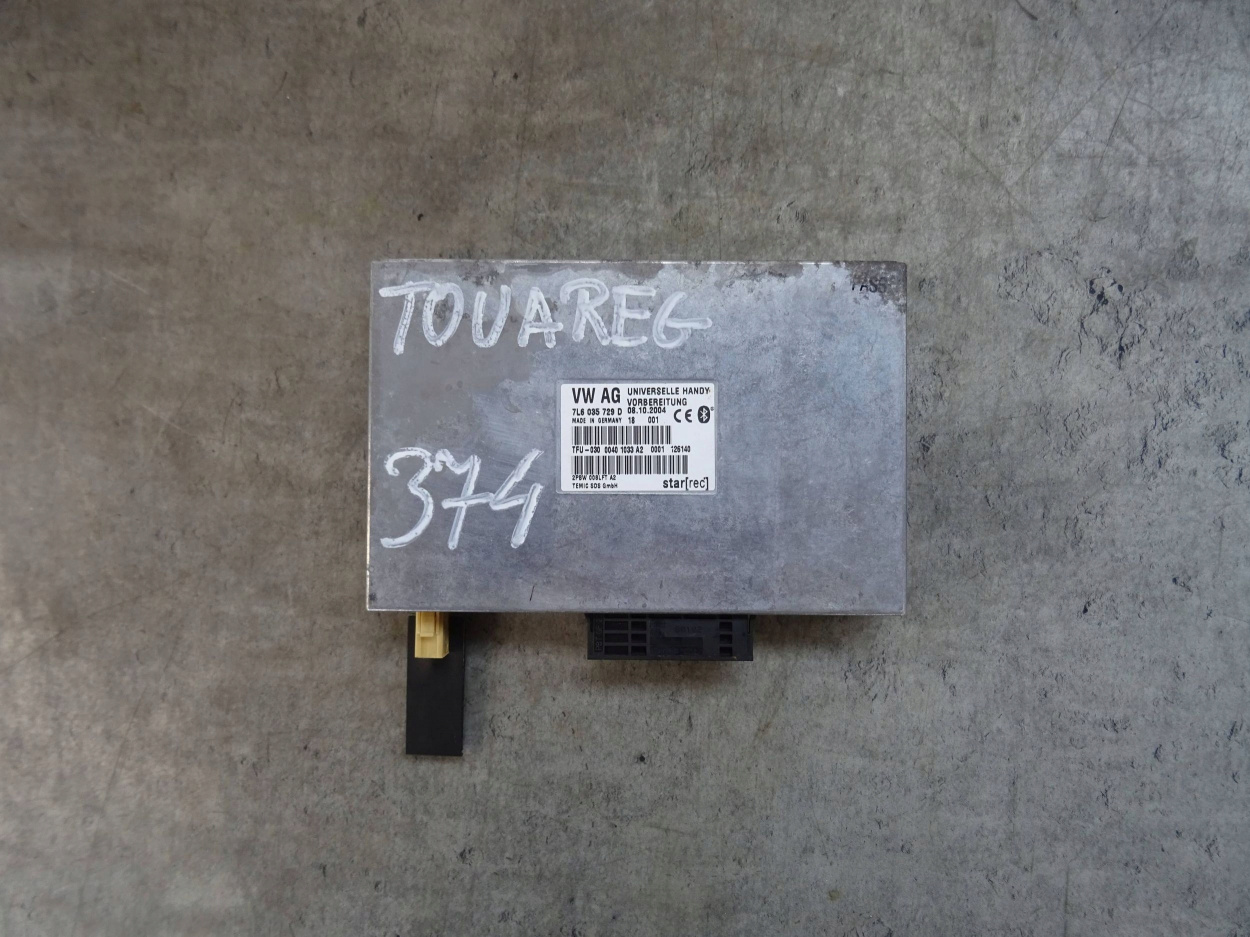 TOUAREG
VW AG UNIVERSELLE HANDY-
VORBEREITUNG
7L6 035 729 D 08.10.2004
MADE IN GERMANY 18 001
TFU-030 0040 1033 A2 0001 126140
TEMIC SDS GmbH star[rec]
374